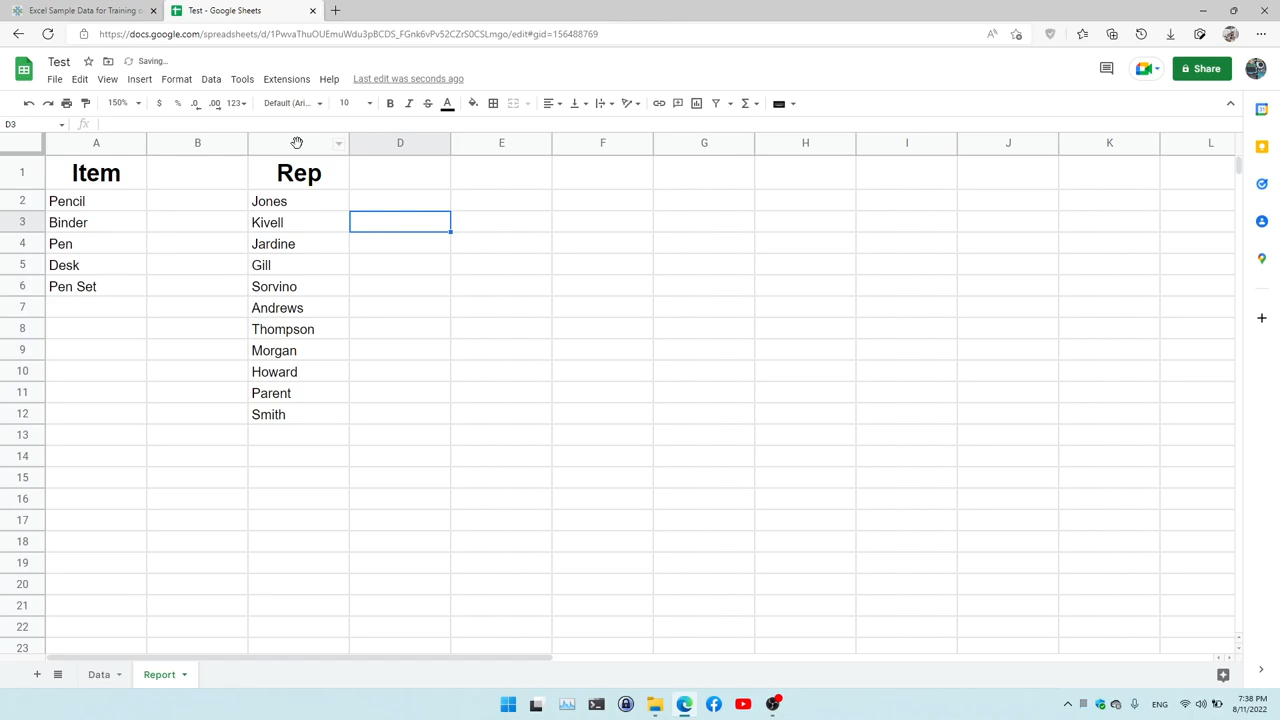 Excel Sample Data for Training c
Test - Google Sheets
https://docs.google.com/spreadsheets/d/1PwvaThuOUEmuWdu3pBCDS_FGnk6vPv52CZrS0CSLmgo/edit#gid=156488769
Test
Saving…
File Edit View Insert Format Data Tools Extensions Help Last edit was seconds ago
Share
150% $ % .0 .00 123 Default (Ari... 10 B I S A
D3 fx
A B D E F G H I J K L
1 Item Rep
2 Pencil Jones
3 Binder Kivell
4 Pen Jardine
5 Desk Gill
6 Pen Set Sorvino
7 Andrews
8 Thompson
9 Morgan
10 Howard
11 Parent
12 Smith
13
14
15
16
17
18
19
20
21
22
23
Data Report
ENG
7:38 PM
8/11/2022